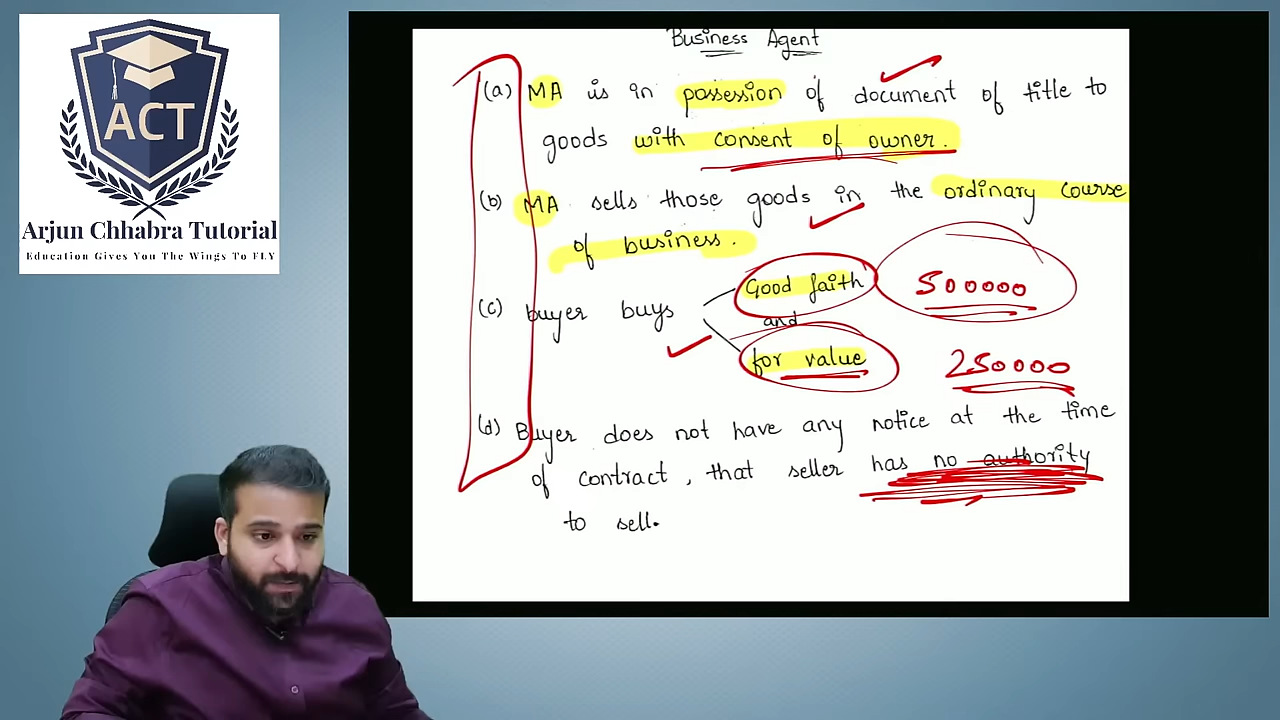 ACT
Arjun Chhabra Tutorial
Education Gives You The Wings To FLY
Business Agent
(a) MA is in possession of document of title to
goods with consent of owner.
(b) MA sells those goods in the ordinary course
of business.
(c) buyer buys
Good faith
500000
and
for value
250000
(d) Buyer does not have any notice at the time
of contract, that seller has no authority
to sell.